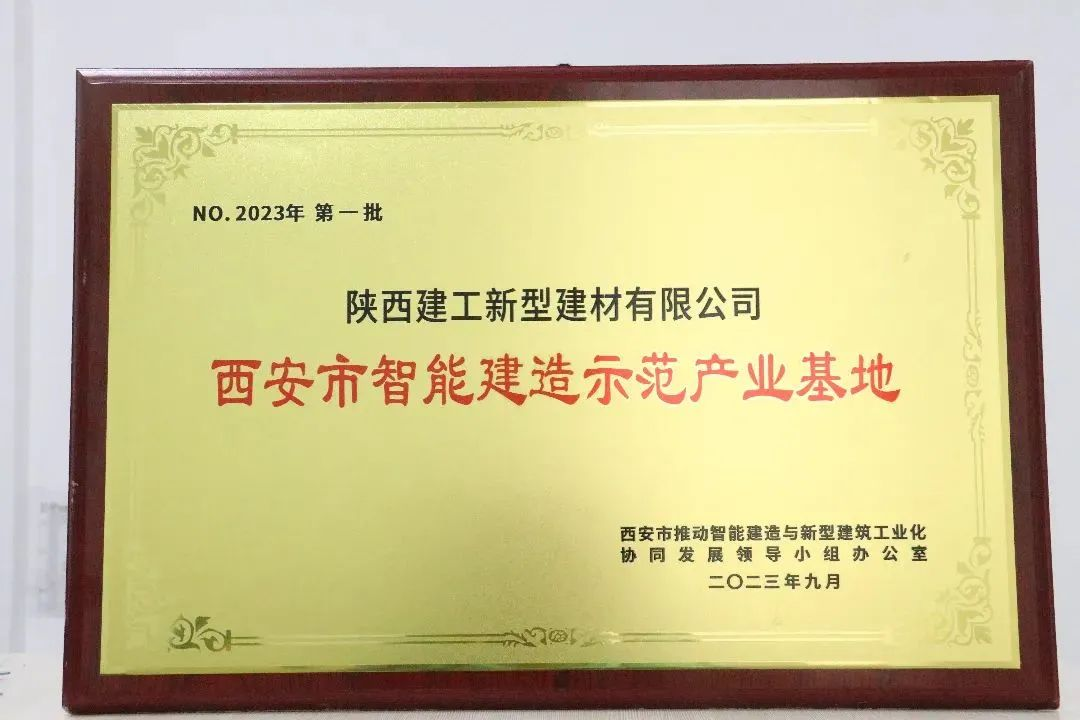 NO. 2023年 第一批
陕西建工新型建材有限公司
西安市智能建造示范产业基地
西安市推动智能建造与新型建筑工业化
协同发展领导小组办公室
二〇二三年九月